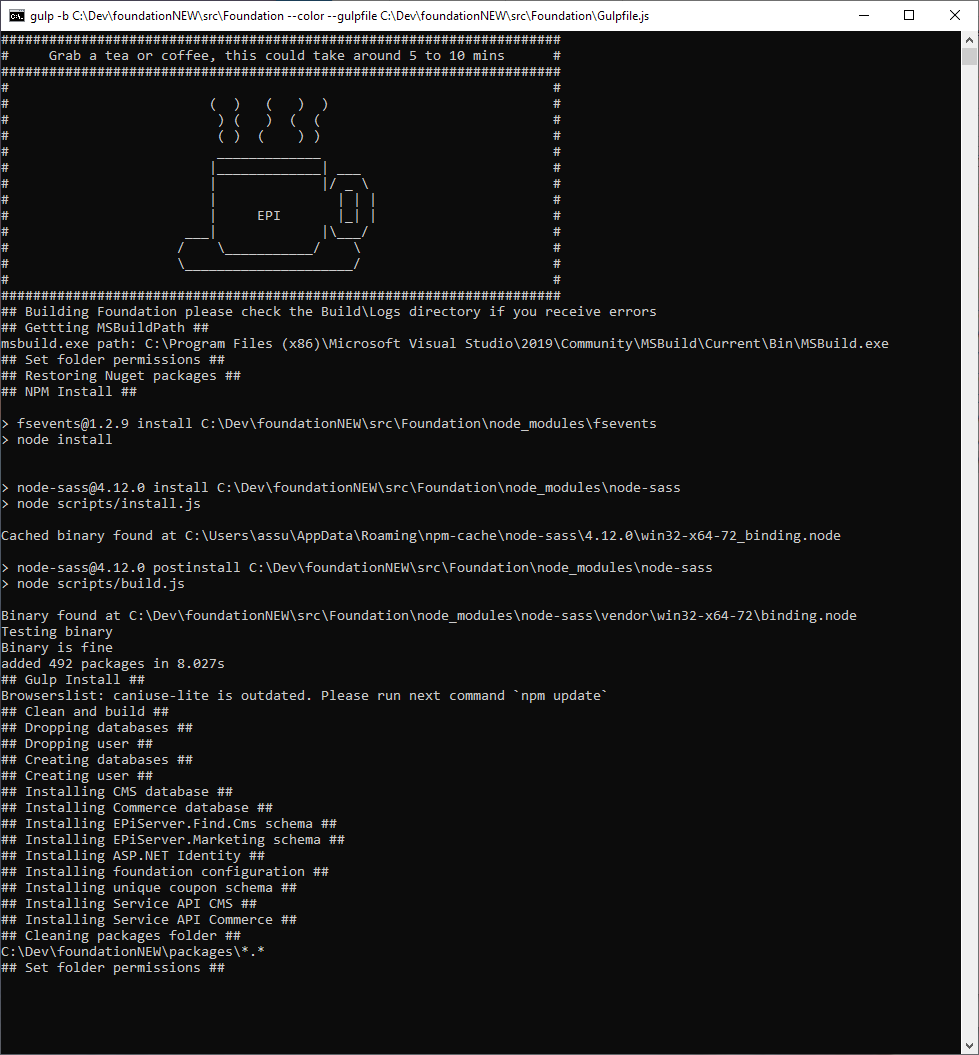 gulp -b C:\Dev\foundationNEW\src\Foundation --color --gulpfile C:\Dev\foundationNEW\src\Foundation\Gulpfile.js
######################################################################
#     Grab a tea or coffee, this could take around 5 to 10 mins      #
######################################################################
#                                                                    #
#                         (  )   (   )  )                            #
#                          ) (   )  (  (                             #
#                          ( )  (    ) )                             #
#                          _____________                             #
#                         |_____________| ___                        #
#                         |             |/ _ \                       #
#                         |               | | |                      #
#                         |     EPI       |_| |                      #
#                      ___|             |\___/                       #
#                     /    \___________/    \                        #
#                     \_____________________/                        #
#                                                                    #
######################################################################
## Building Foundation please check the Build\Logs directory if you receive errors
## Gettting MSBuildPath ##
msbuild.exe path: C:\Program Files (x86)\Microsoft Visual Studio\2019\Community\MSBuild\Current\Bin\MSBuild.exe
## Set folder permissions ##
## Restoring Nuget packages ##
## NPM Install ##
> fsevents@1.2.9 install C:\Dev\foundationNEW\src\Foundation\node_modules\fsevents
> node install
> node-sass@4.12.0 install C:\Dev\foundationNEW\src\Foundation\node_modules\node-sass
> node scripts/install.js
Cached binary found at C:\Users\assu\AppData\Roaming\npm-cache\node-sass\4.12.0\win32-x64-72_binding.node
> node-sass@4.12.0 postinstall C:\Dev\foundationNEW\src\Foundation\node_modules\node-sass
> node scripts/build.js
Binary found at C:\Dev\foundationNEW\src\Foundation\node_modules\node-sass\vendor\win32-x64-72\binding.node
Testing binary
Binary is fine
added 492 packages in 8.027s
## Gulp Install ##
Browserslist: caniuse-lite is outdated. Please run next command `npm update`
## Clean and build ##
## Dropping databases ##
## Dropping user ##
## Creating databases ##
## Creating user ##
## Installing CMS database ##
## Installing Commerce database ##
## Installing EPiServer.Find.Cms schema ##
## Installing EPiServer.Marketing schema ##
## Installing ASP.NET Identity ##
## Installing foundation configuration ##
## Installing unique coupon schema ##
## Installing Service API CMS ##
## Installing Service API Commerce ##
## Cleaning packages folder ##
C:\Dev\foundationNEW\packages\*.*
## Set folder permissions ##